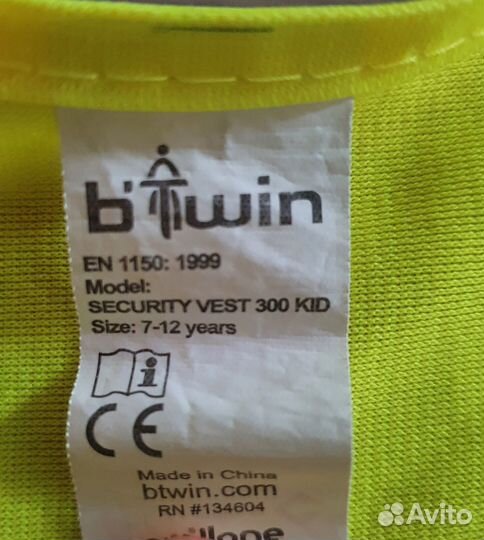 b'Twin
EN 1150: 1999
Model:
SECURITY VEST 300 KID
Size: 7-12 years
i
CE
Made in China
btwin.com
RN #134604
Avito